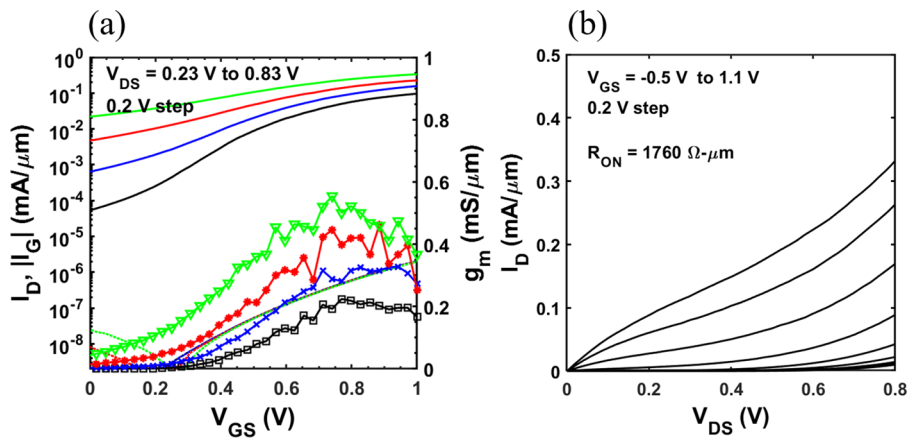 (a)
V_DS = 0.23 V to 0.83 V
0.2 V step
I_D, |I_G| (mA/μm)
10^0
10^-1
10^-2
10^-3
10^-4
10^-5
10^-6
10^-7
10^-8
0 0.2 0.4 0.6 0.8 1
V_GS (V)
1
0.8
0.6
0.4
0.2
0
g_m (mS/μm)
(b)
V_GS = -0.5 V to 1.1 V
0.2 V step
R_ON = 1760 Ω-μm
I_D (mA/μm)
0.5
0.4
0.3
0.2
0.1
0
0 0.2 0.4 0.6 0.8
V_DS (V)